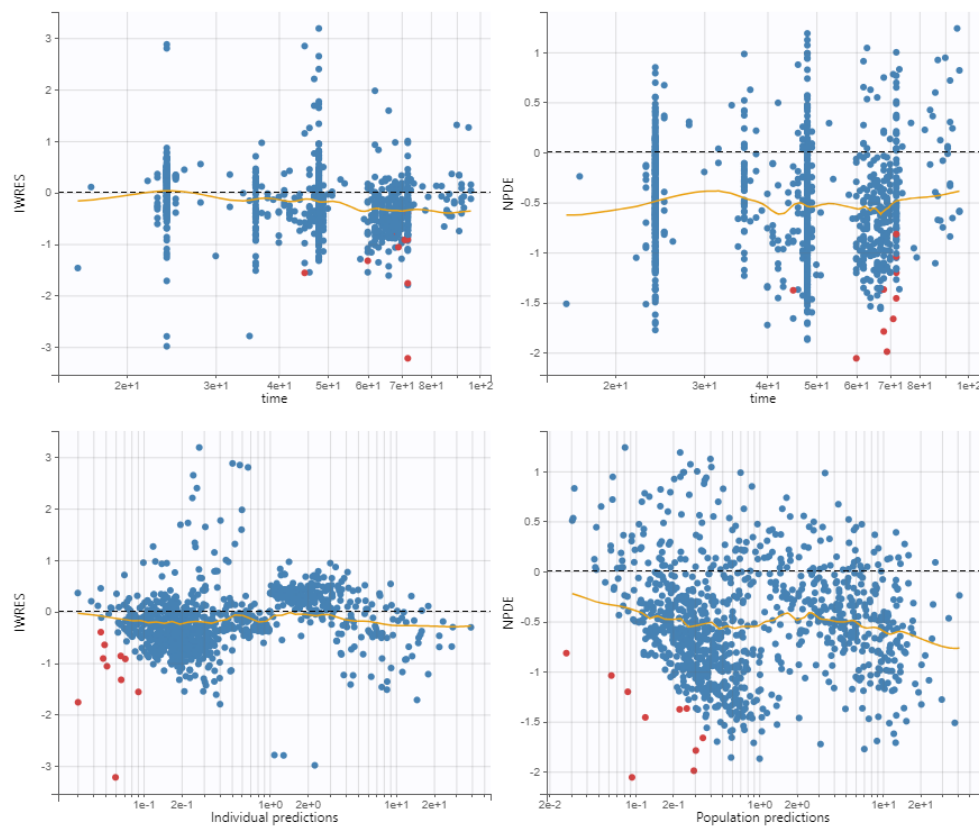 3
2
1
0
-1
-2
-3
IWRES
2e+1
3e+1
4e+1
5e+1
6e+1
7e+1
8e+1
1e+2
time
1
0.5
0
-0.5
-1
-1.5
-2
NPDE
2e+1
3e+1
4e+1
5e+1
6e+1
7e+1
8e+1
1e+2
time
3
2
1
0
-1
-2
-3
IWRES
1e-1
2e-1
1e+0
2e+0
1e+1
2e+1
Individual predictions
1
0.5
0
-0.5
-1
-1.5
-2
NPDE
2e-2
1e-1
2e-1
1e+0
2e+0
1e+1
2e+1
Population predictions